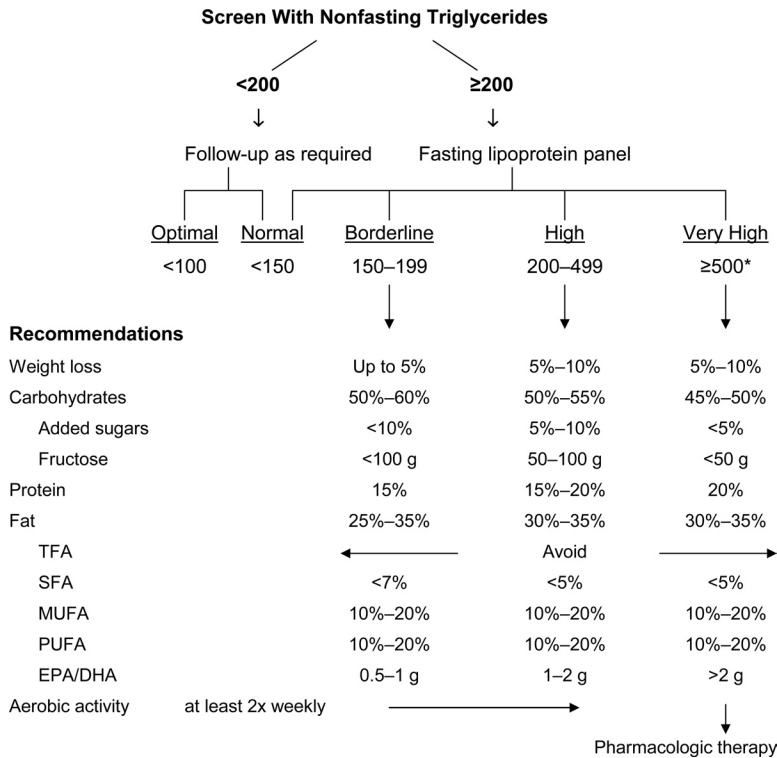 Screen With Nonfasting Triglycerides
<200 ≥200
Follow-up as required Fasting lipoprotein panel
Optimal Normal Borderline High Very High
<100 <150 150–199 200–499 ≥500*
Recommendations
Weight loss Up to 5% 5%–10% 5%–10%
Carbohydrates 50%–60% 50%–55% 45%–50%
Added sugars <10% 5%–10% <5%
Fructose <100 g 50–100 g <50 g
Protein 15% 15%–20% 20%
Fat 25%–35% 30%–35% 30%–35%
TFA Avoid
SFA <7% <5% <5%
MUFA 10%–20% 10%–20% 10%–20%
PUFA 10%–20% 10%–20% 10%–20%
EPA/DHA 0.5–1 g 1–2 g >2 g
Aerobic activity at least 2x weekly
Pharmacologic therapy